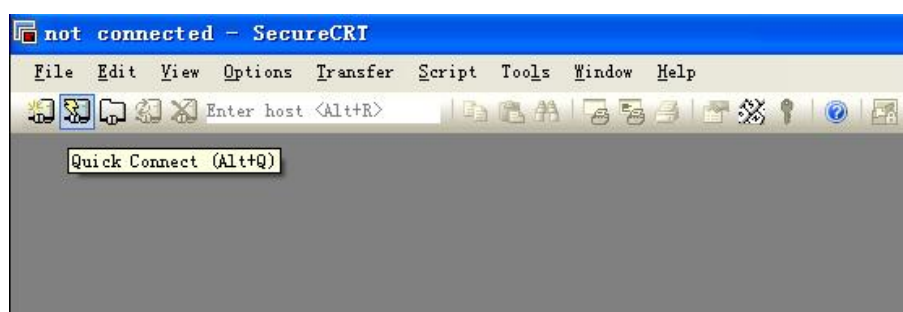 not connected - SecureCRT
File Edit View Options Transfer Script Tools Window Help
Enter host <Alt+R>
Quick Connect (Alt+Q)